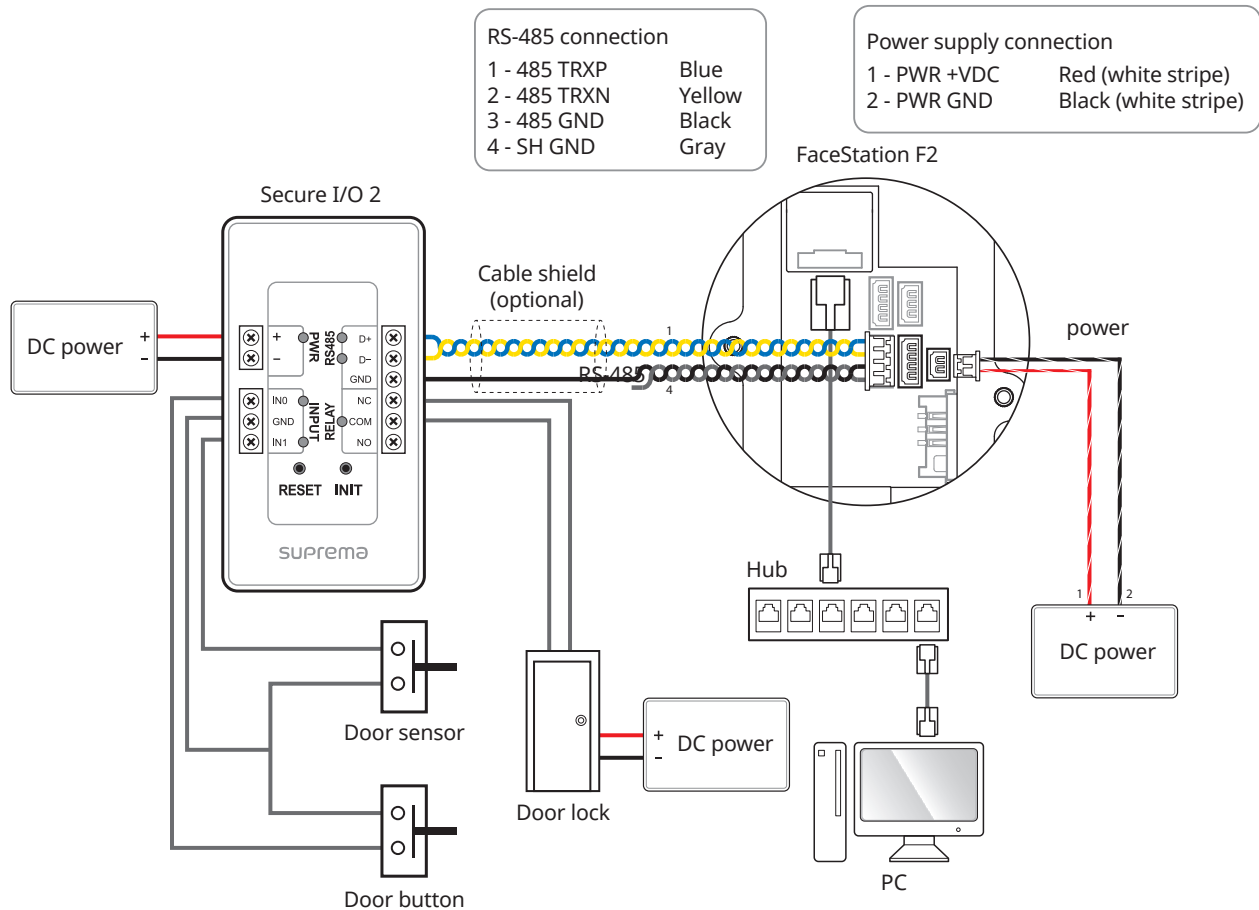 RS-485 connection
1 - 485 TRXP Blue
2 - 485 TRXN Yellow
3 - 485 GND Black
4 - SH GND Gray
Power supply connection
1 - PWR +VDC Red (white stripe)
2 - PWR GND Black (white stripe)
FaceStation F2
Secure I/O 2
Cable shield
(optional)
DC power
+
-
+
-
PWR
RS485
D+
D-
GND
IN0
GND
IN1
INPUT
RELAY
NC
COM
NO
RESET INIT
suprema
1
RS-485
4
power
Hub
1 2
+ -
DC power
Door sensor
Door lock
+
-
DC power
Door button
PC